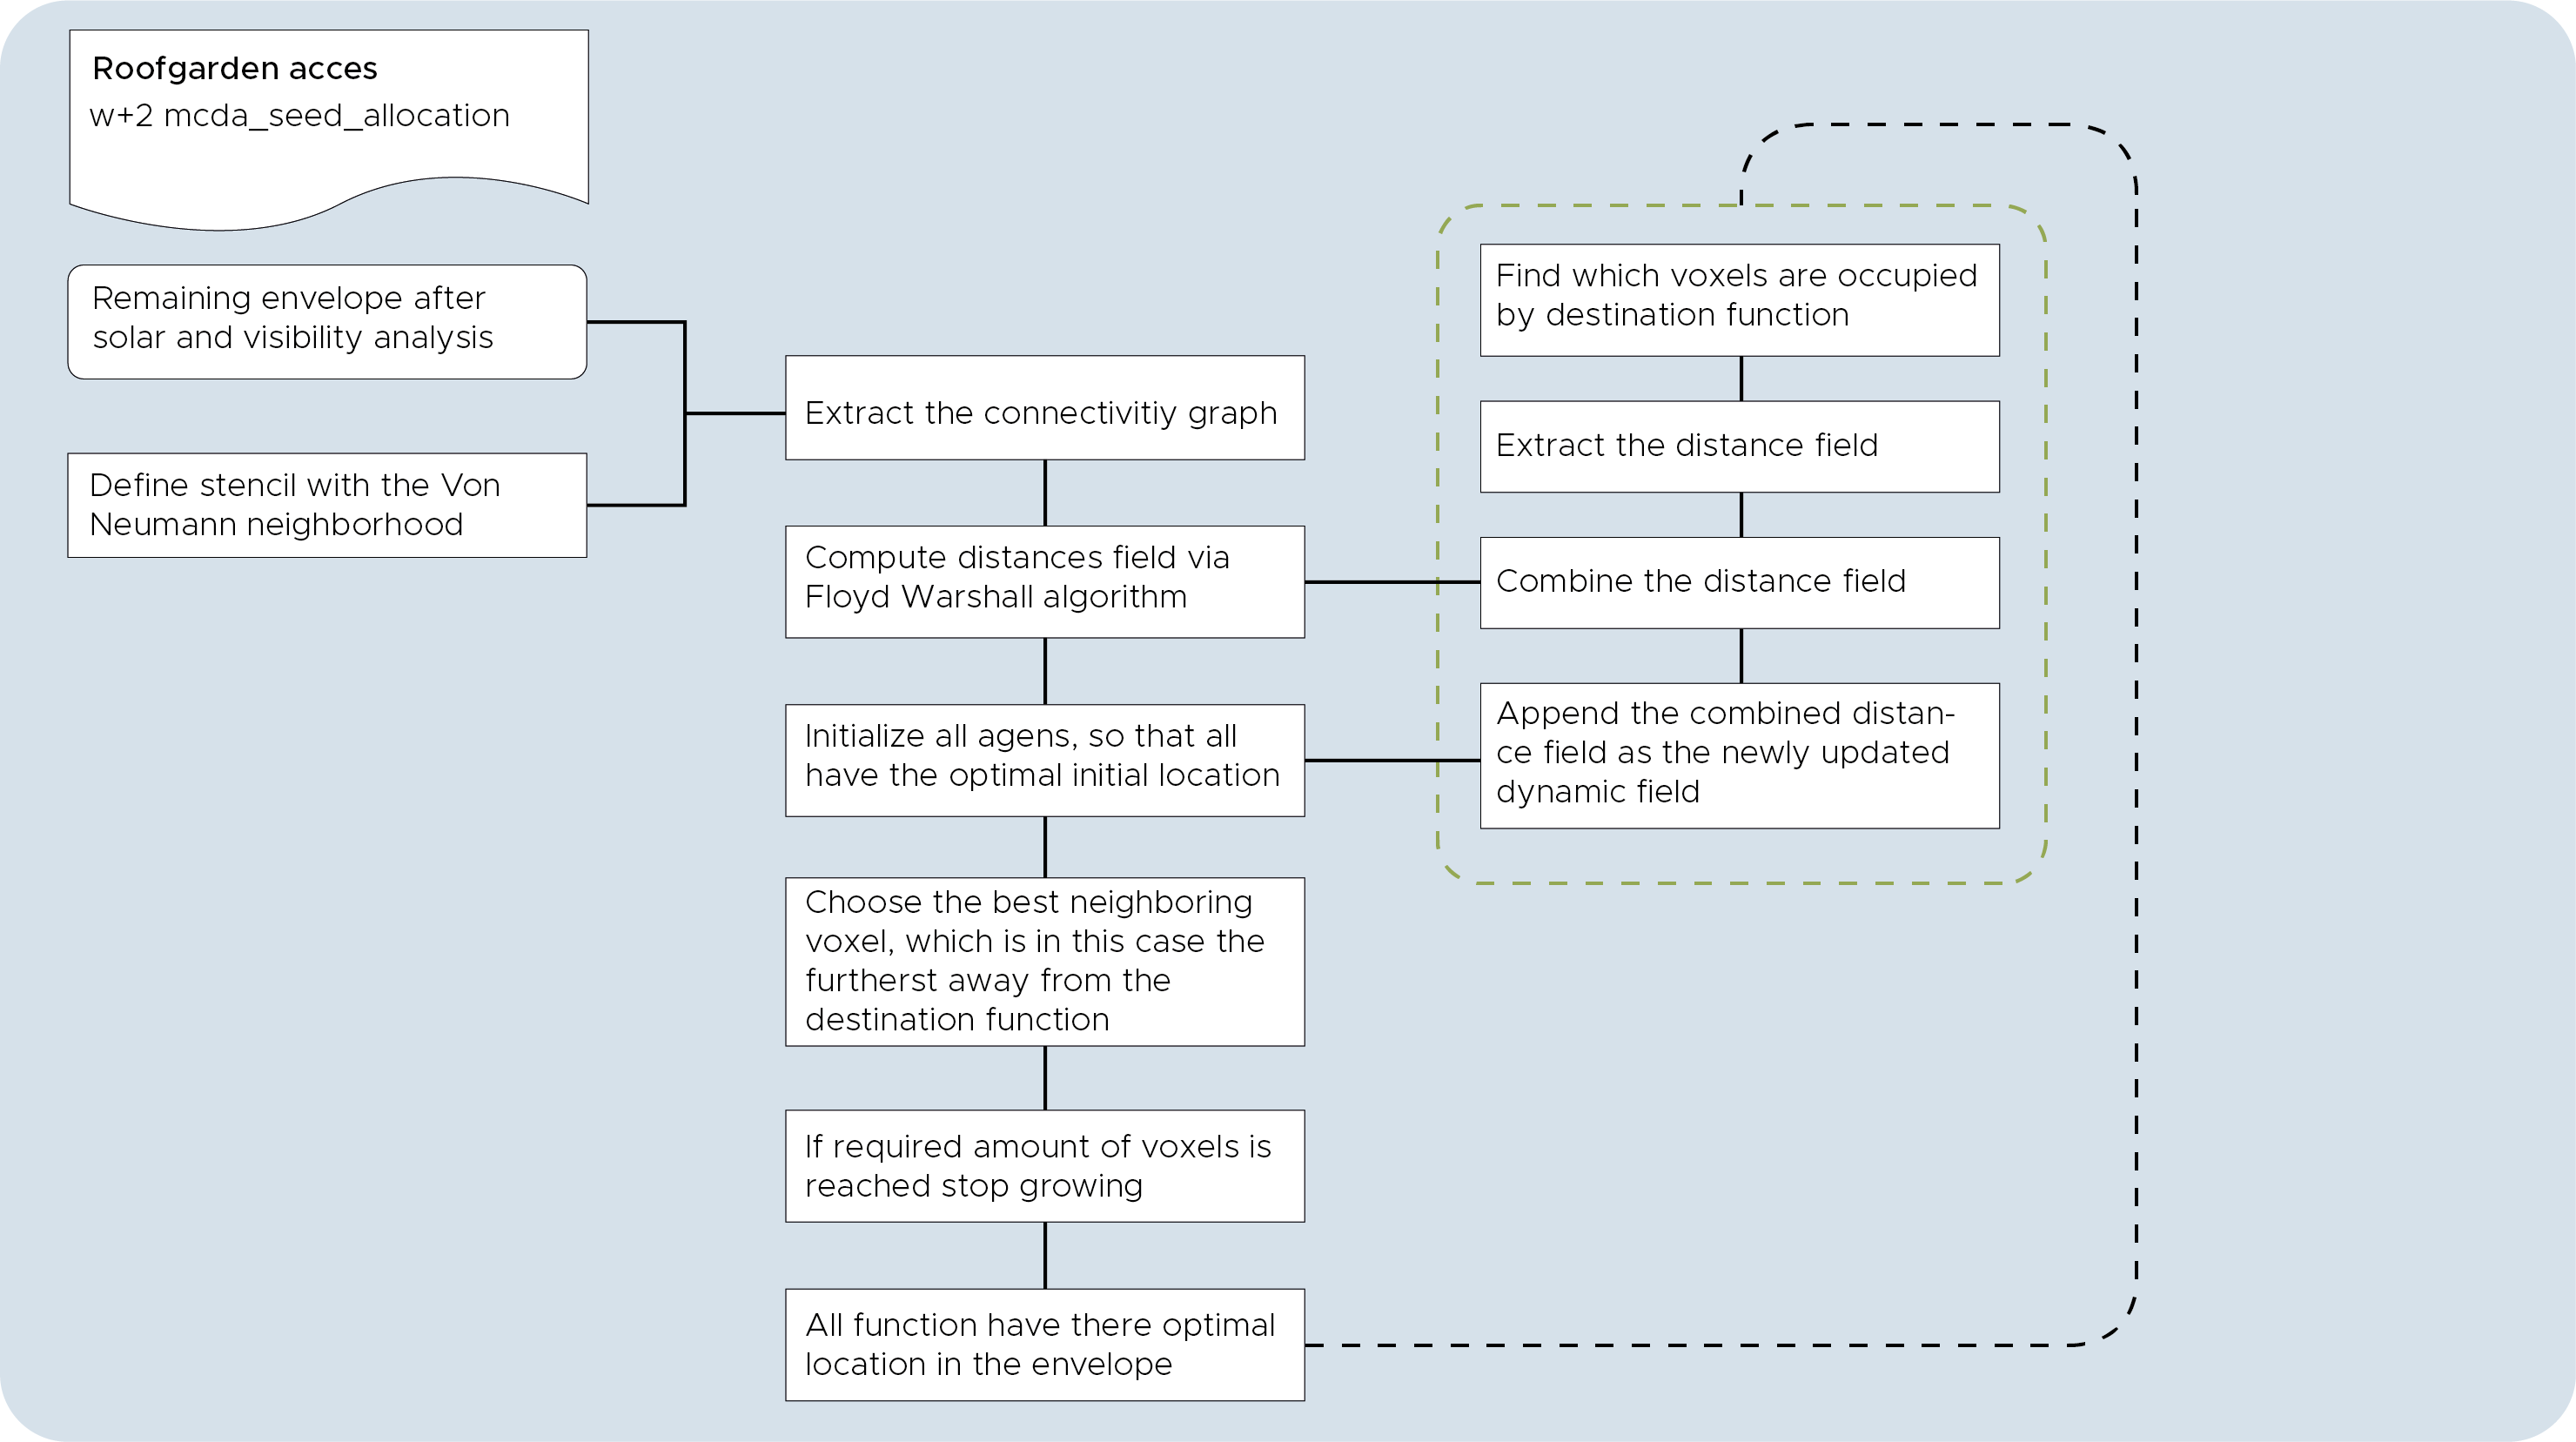 Roofgarden acces
w+2 mcda_seed_allocation
Remaining envelope after
solar and visibility analysis
Define stencil with the Von
Neumann neighborhood
Extract the connectivitiy graph
Compute distances field via
Floyd Warshall algorithm
Initialize all agens, so that all
have the optimal initial location
Choose the best neighboring
voxel, which is in this case the
furtherst away from the
destination function
If required amount of voxels is
reached stop growing
All function have there optimal
location in the envelope
Find which voxels are occupied
by destination function
Extract the distance field
Combine the distance field
Append the combined distan-
ce field as the newly updated
dynamic field